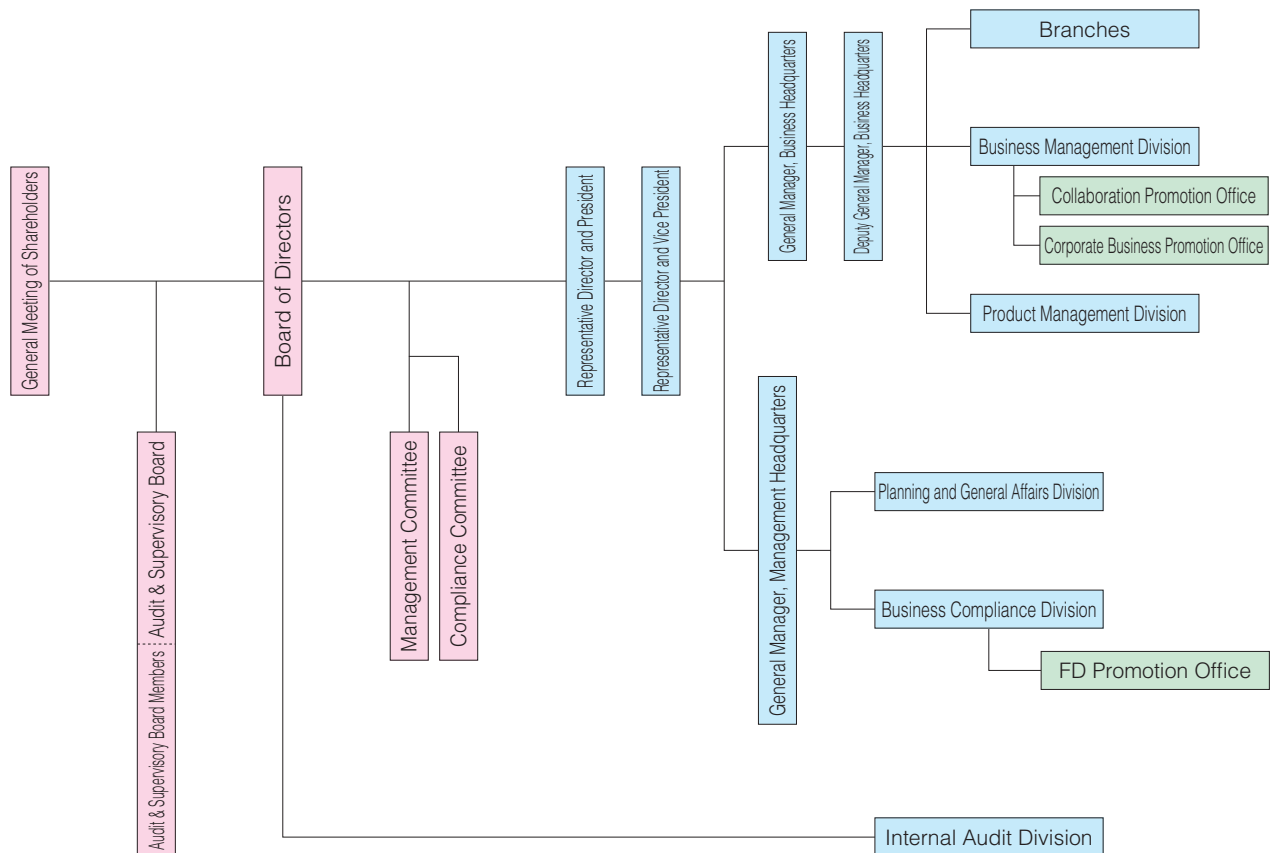 General Meeting of Shareholders
Audit & Supervisory Board
Audit & Supervisory Board Members
Board of Directors
Management Committee
Compliance Committee
Representative Director and President
Representative Director and Vice President
General Manager, Business Headquarters
Deputy General Manager, Business Headquarters
Branches
Business Management Division
Collaboration Promotion Office
Corporate Business Promotion Office
Product Management Division
General Manager, Management Headquarters
Planning and General Affairs Division
Business Compliance Division
FD Promotion Office
Internal Audit Division